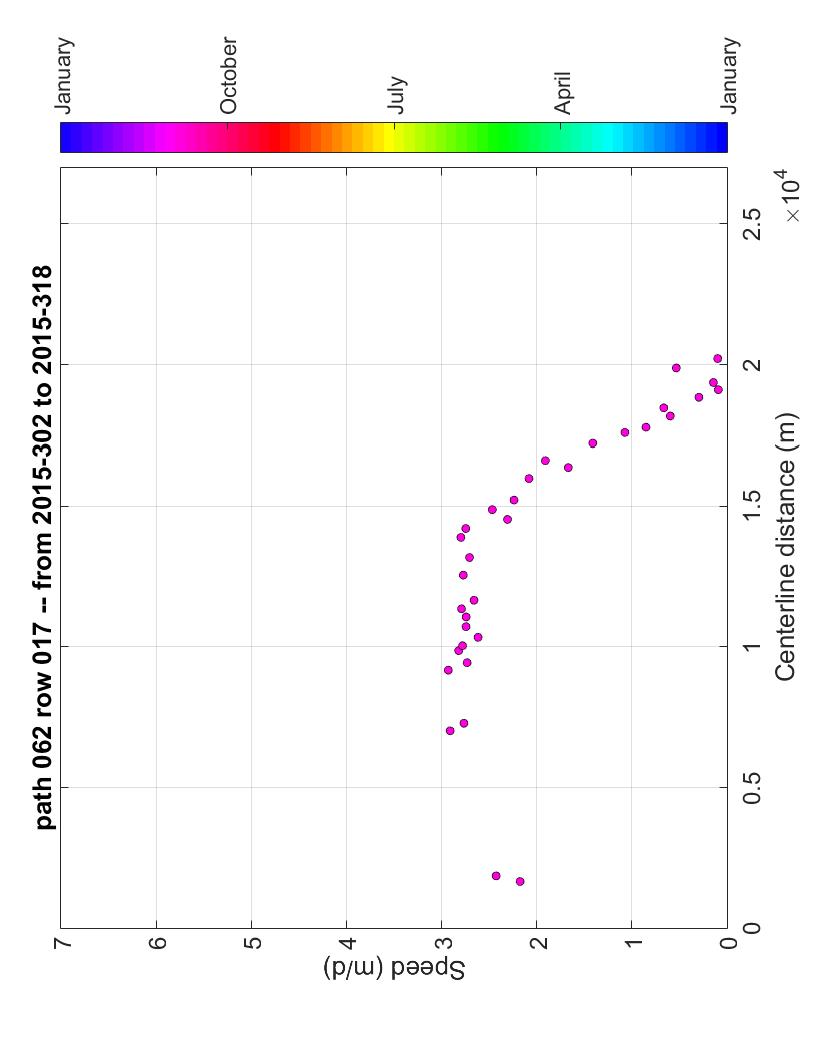 path 062 row 017 -- from 2015-302 to 2015-318
Speed (m/d)
7
6
5
4
3
2
1
0
0
0.5
1
1.5
2
2.5
×10⁴
Centerline distance (m)
January
October
July
April
January